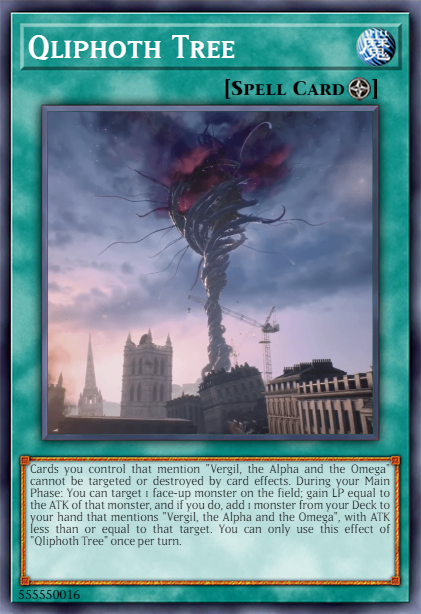 Qliphoth Tree
魔
[Spell Card]
Cards you control that mention "Vergil, the Alpha and the Omega"
cannot be targeted or destroyed by card effects. During your Main
Phase: You can target 1 face-up monster on the field; gain LP equal to
the ATK of that monster, and if you do, add 1 monster from your Deck to
your hand that mentions "Vergil, the Alpha and the Omega", with ATK
less than or equal to that target. You can only use this effect of
"Qliphoth Tree" once per turn.
555550016